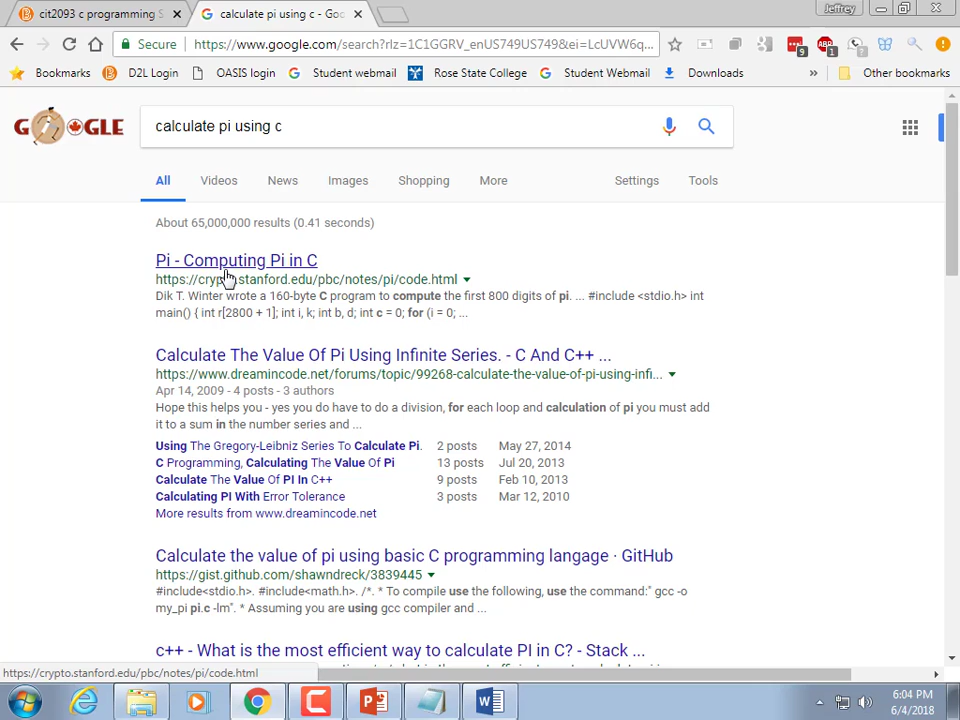 cit2093 c programming S
calculate pi using c - Goo
Jeffrey
Secure
https://www.google.com/search?rlz=1C1GGRV_enUS749US749&ei=LcUVW6q...
9
1
Bookmarks
D2L Login
OASIS login
Student webmail
Rose State College
Student Webmail
Downloads
»
Other bookmarks
GOOGLE
calculate pi using c
All
Videos
News
Images
Shopping
More
Settings
Tools
About 65,000,000 results (0.41 seconds)
Pi - Computing Pi in C
https://crypto.stanford.edu/pbc/notes/pi/code.html
Dik T. Winter wrote a 160-byte C program to compute the first 800 digits of pi. ... #include <stdio.h> int
main() { int r[2800 + 1]; int i, k; int b, d; int c = 0; for (i = 0; ...
Calculate The Value Of Pi Using Infinite Series. - C And C++ ...
https://www.dreamincode.net/forums/topic/99268-calculate-the-value-of-pi-using-infi...
Apr 14, 2009 - 4 posts - 3 authors
Hope this helps you - yes you do have to do a division, for each loop and calculation of pi you must add
it to a sum in the number series and ...
Using The Gregory-Leibniz Series To Calculate Pi. 2 posts May 27, 2014
C Programming, Calculating The Value Of Pi 13 posts Jul 20, 2013
Calculate The Value Of PI In C++ 9 posts Feb 10, 2013
Calculating PI With Error Tolerance 3 posts Mar 12, 2010
More results from www.dreamincode.net
Calculate the value of pi using basic C programming langage · GitHub
https://gist.github.com/shawndreck/3839445
#include<stdio.h>. #include<math.h>. /*. * To compile use the following, use the command:" gcc -o
my_pi pi.c -lm". * Assuming you are using gcc compiler and ...
c++ - What is the most efficient way to calculate PI in C? - Stack ...
https://crypto.stanford.edu/pbc/notes/pi/code.html
6:04 PM
6/4/2018